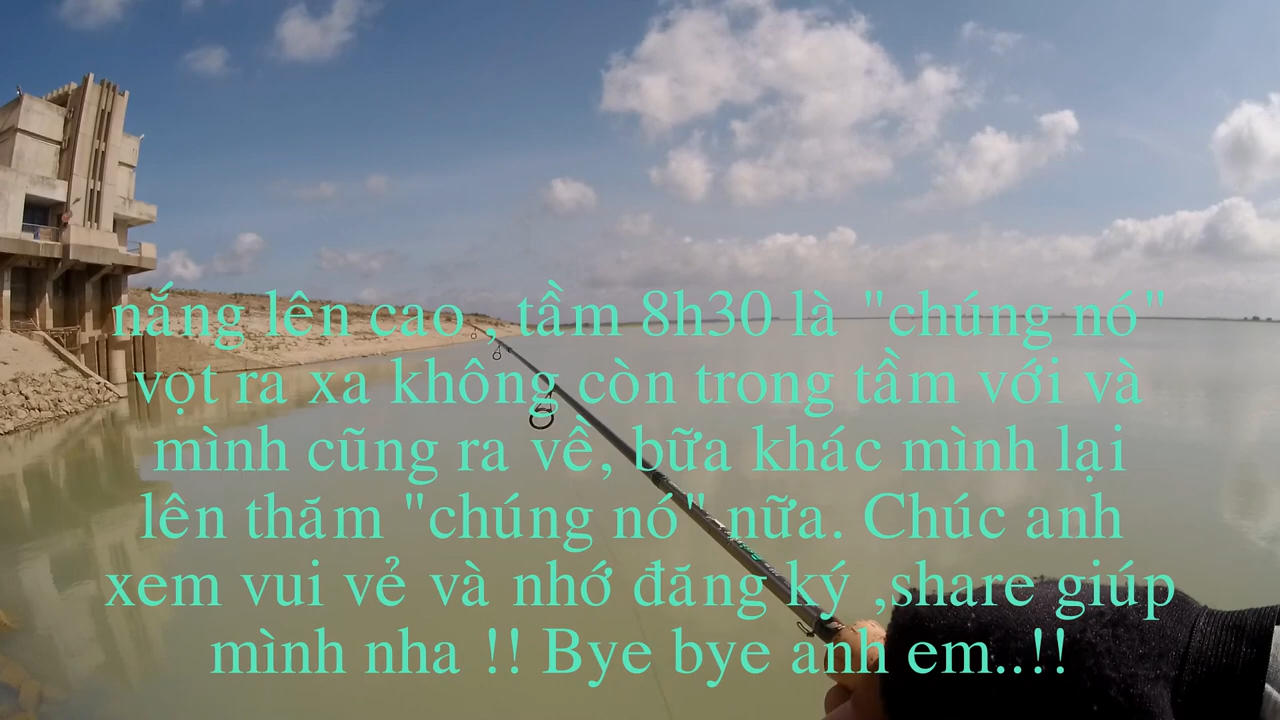 nắng lên cao , tầm 8h30 là "chúng nó"
vọt ra xa không còn trong tầm với và
mình cũng ra về, bữa khác mình lại
lên thăm "chúng nó" nữa. Chúc anh
xem vui vẻ và nhớ đăng ký ,share giúp
mình nha !! Bye bye anh em..!!